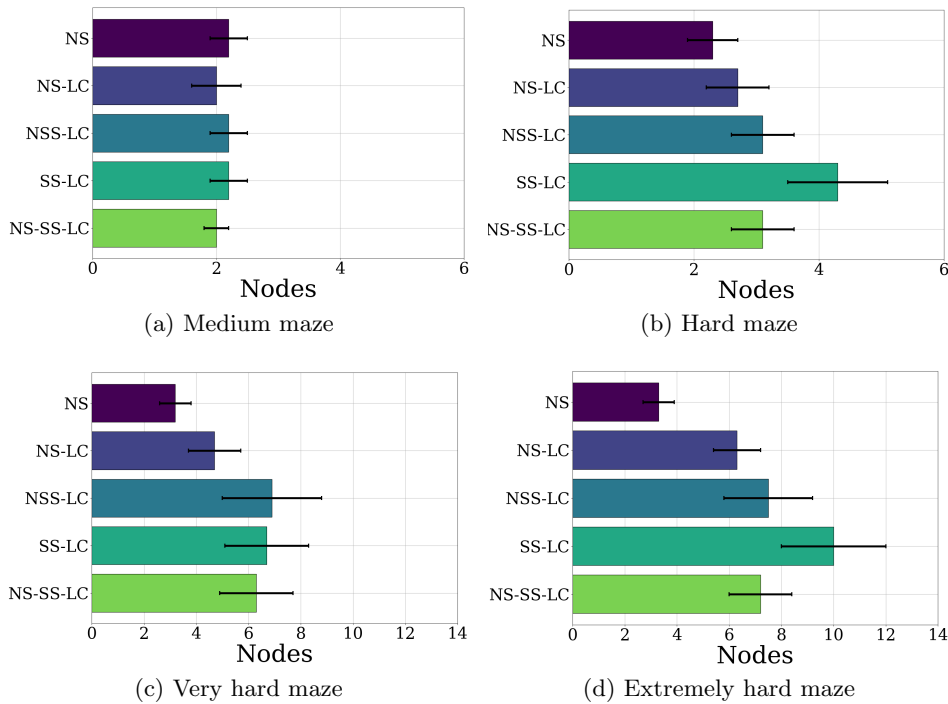 NS
NS-LC
NSS-LC
SS-LC
NS-SS-LC
0 2 4 6
Nodes
(a) Medium maze
NS
NS-LC
NSS-LC
SS-LC
NS-SS-LC
0 2 4 6
Nodes
(b) Hard maze
NS
NS-LC
NSS-LC
SS-LC
NS-SS-LC
0 2 4 6 8 10 12 14
Nodes
(c) Very hard maze
NS
NS-LC
NSS-LC
SS-LC
NS-SS-LC
0 2 4 6 8 10 12 14
Nodes
(d) Extremely hard maze